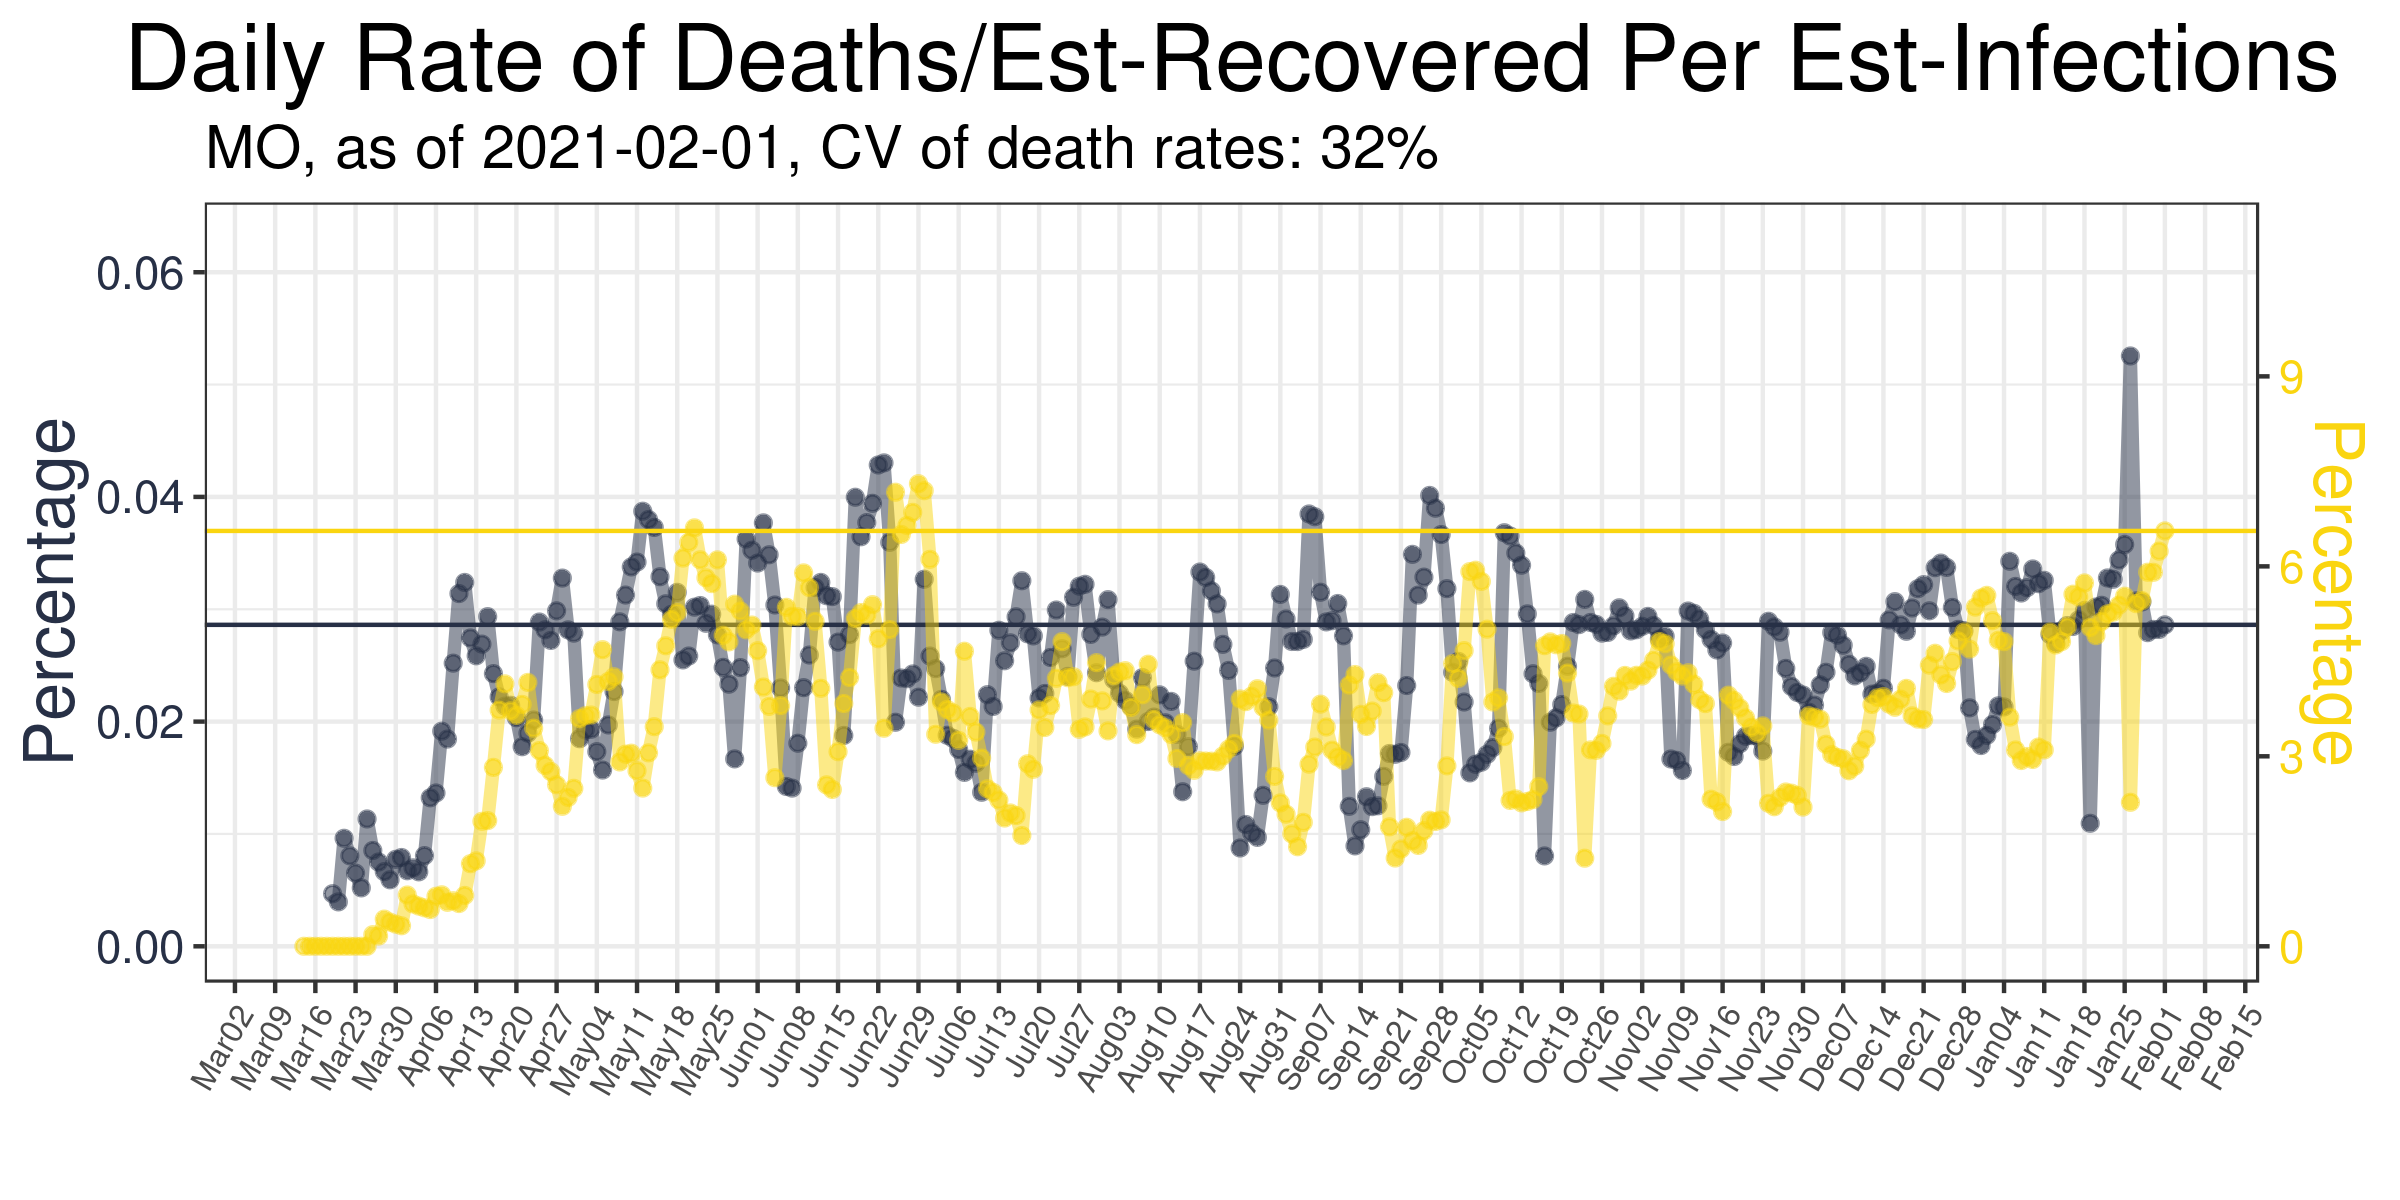 Daily Rate of Deaths/Est-Recovered Per Est-Infections
MO, as of 2021-02-01, CV of death rates: 32%
Percentage
0.06
0.04
0.02
0.00
9
6
3
0
Percentage
Mar02
Mar09
Mar16
Mar23
Mar30
Apr06
Apr13
Apr20
Apr27
May04
May11
May18
May25
Jun01
Jun08
Jun15
Jun22
Jun29
Jul06
Jul13
Jul20
Jul27
Aug03
Aug10
Aug17
Aug24
Aug31
Sep07
Sep14
Sep21
Sep28
Oct05
Oct12
Oct19
Oct26
Nov02
Nov09
Nov16
Nov23
Nov30
Dec07
Dec14
Dec21
Dec28
Jan04
Jan11
Jan18
Jan25
Feb01
Feb08
Feb15